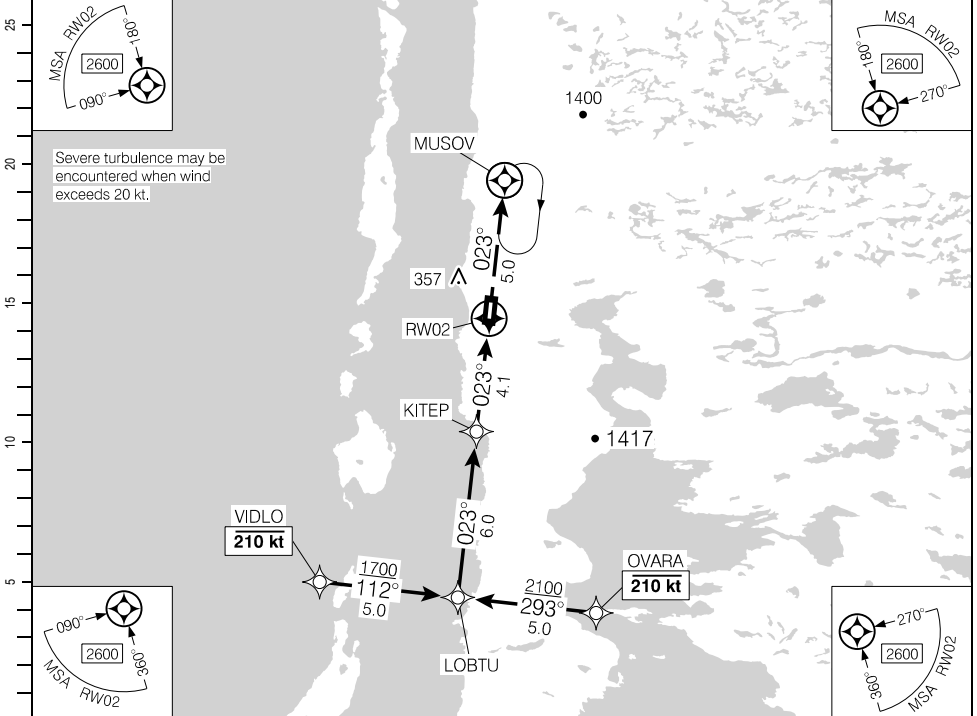 25
20
15
10
5
MSA RW02
180°
2600
090°
MSA RW02
180°
2600
270°
Severe turbulence may be
encountered when wind
exceeds 20 kt.
1400
MUSOV
023°
5.0
357
RW02
023°
4.1
KITEP
1417
023°
6.0
VIDLO
210 kt
1700
112°
5.0
2100
293°
5.0
OVARA
210 kt
LOBTU
090°
2600
360°
MSA RW02
270°
2600
360°
MSA RW02